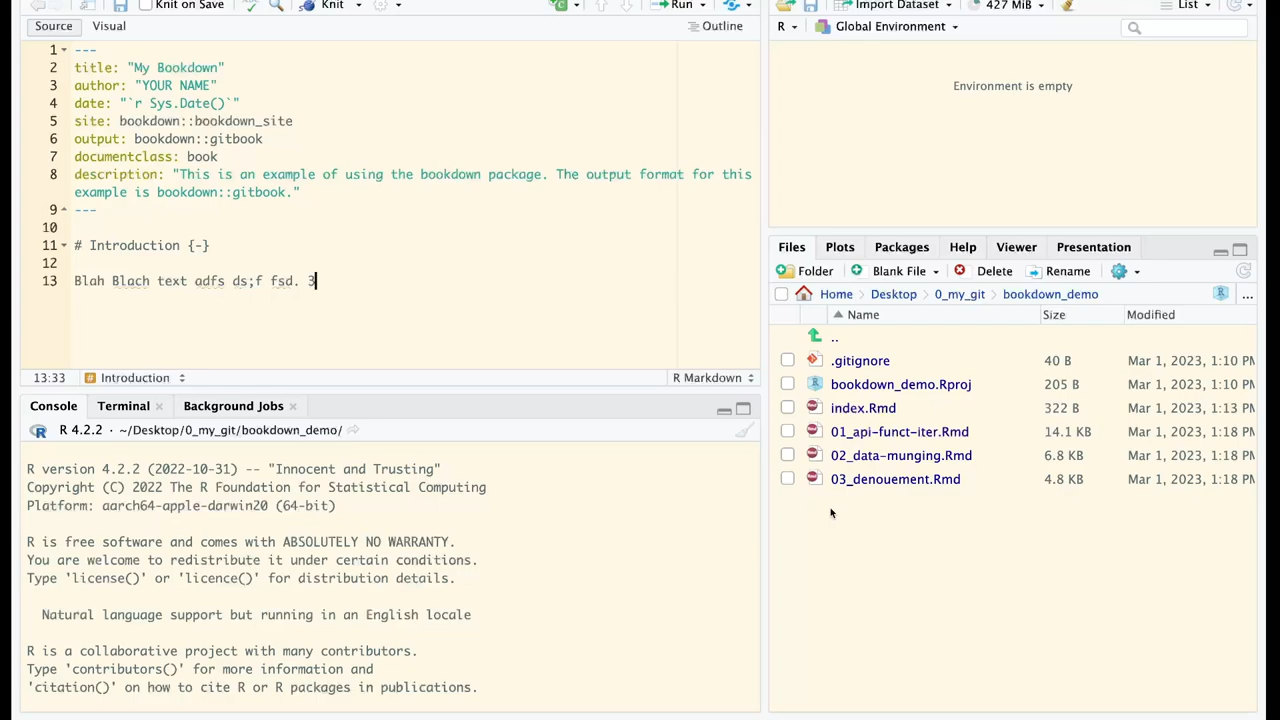 Knit on Save
Knit
Run
Source
Visual
Outline
1 ---
2 title: "My Bookdown"
3 author: "YOUR NAME"
4 date: "`r Sys.Date()`"
5 site: bookdown::bookdown_site
6 output: bookdown::gitbook
7 documentclass: book
8 description: "This is an example of using the bookdown package. The output format for this
example is bookdown::gitbook."
9 ---
10
11 # Introduction {-}
12
13 Blah Blach text adfs ds;f fsd. 3
13:33 Introduction R Markdown
Console Terminal Background Jobs
R 4.2.2 · ~/Desktop/0_my_git/bookdown_demo/
R version 4.2.2 (2022-10-31) -- "Innocent and Trusting"
Copyright (C) 2022 The R Foundation for Statistical Computing
Platform: aarch64-apple-darwin20 (64-bit)
R is free software and comes with ABSOLUTELY NO WARRANTY.
You are welcome to redistribute it under certain conditions.
Type 'license()' or 'licence()' for distribution details.
Natural language support but running in an English locale
R is a collaborative project with many contributors.
Type 'contributors()' for more information and
'citation()' on how to cite R or R packages in publications.
Import Dataset 427 MiB List
R Global Environment
Environment is empty
Files Plots Packages Help Viewer Presentation
Folder Blank File Delete Rename
Home Desktop 0_my_git bookdown_demo ...
Name Size Modified
..
.gitignore 40 B Mar 1, 2023, 1:10 PM
bookdown_demo.Rproj 205 B Mar 1, 2023, 1:10 PM
index.Rmd 322 B Mar 1, 2023, 1:13 PM
01_api-funct-iter.Rmd 14.1 KB Mar 1, 2023, 1:18 PM
02_data-munging.Rmd 6.8 KB Mar 1, 2023, 1:18 PM
03_denouement.Rmd 4.8 KB Mar 1, 2023, 1:18 PM